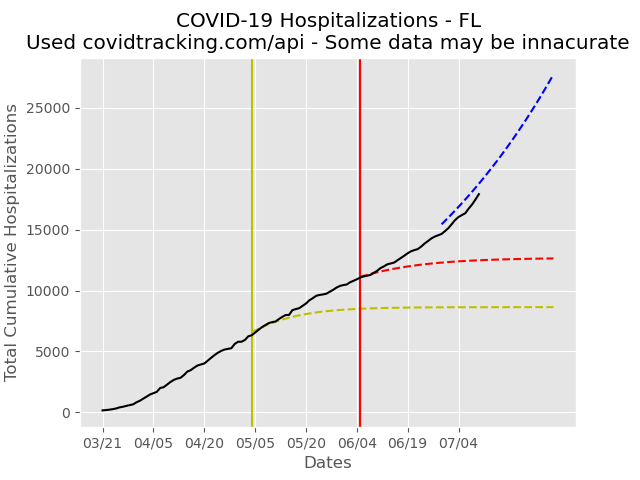 COVID-19 Hospitalizations - FL
Used covidtracking.com/api - Some data may be innacurate
Total Cumulative Hospitalizations
25000
20000
15000
10000
5000
0
03/21 04/05 04/20 05/05 05/20 06/04 06/19 07/04
Dates